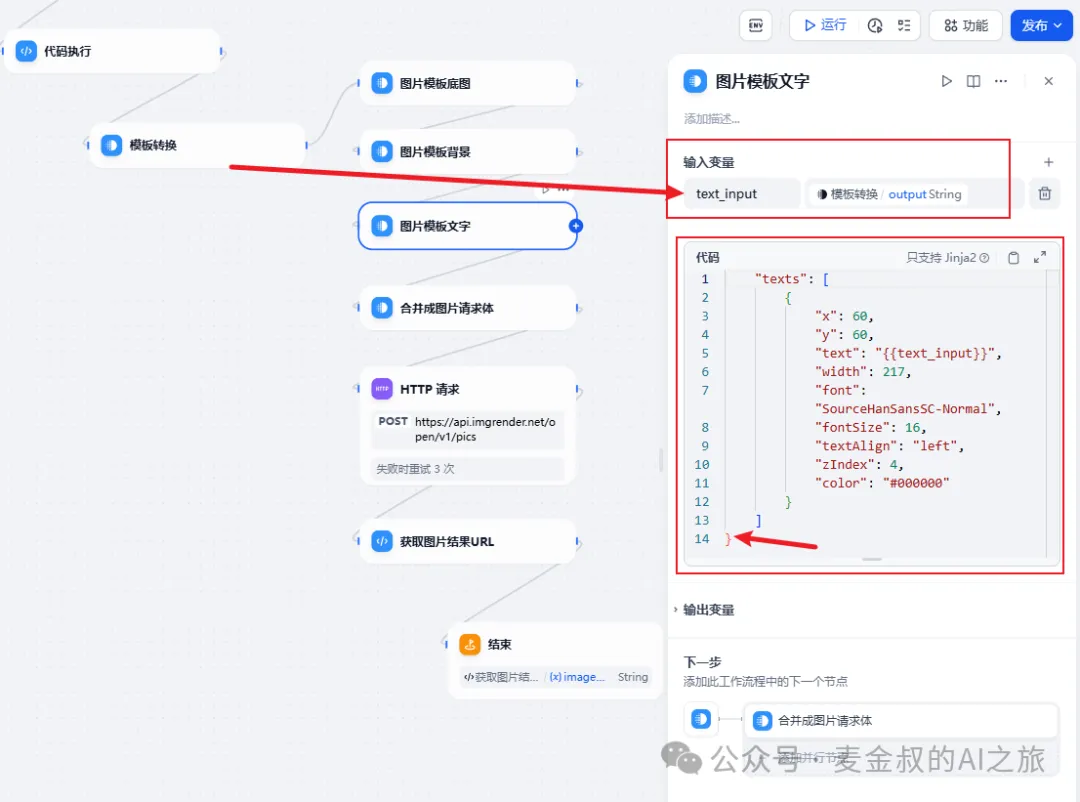 ENV
运行
功能
发布
代码执行
模板转换
图片模板底图
图片模板背景
图片模板文字
合并成图片请求体
HTTP
HTTP 请求
POST https://api.imgrender.net/o
pen/v1/pics
失败时重试 3 次
获取图片结果URL
结束
获取图片结... / (x) image... String
图片模板文字
添加描述...
输入变量
text_input 模板转换 / output String
代码 只支持 Jinja2
1 "texts": [
2 {
3 "x": 60,
4 "y": 60,
5 "text": "{{text_input}}",
6 "width": 217,
7 "font":
"SourceHanSansSC-Normal",
8 "fontSize": 16,
9 "textAlign": "left",
10 "zIndex": 4,
11 "color": "#000000"
12 }
13 ]
14 }
输出变量
下一步
添加此工作流程中的下一个节点
合并成图片请求体
添加并行节点
公众号 · 麦金叔的AI之旅